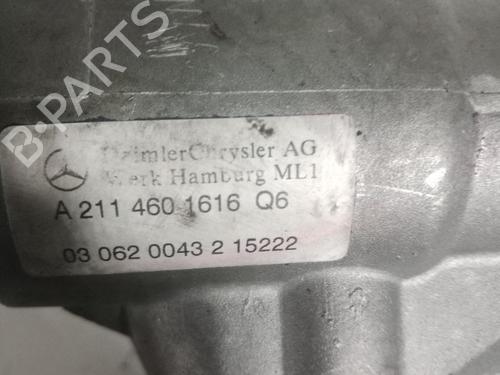 B-PARTS
DaimlerChrysler AG
Werk Hamburg ML1
A 211 460 1616 Q6
03 062 0043 2 15222